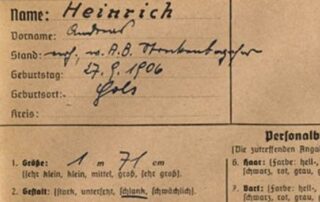 Name: Heinrich
Vorname: Andreas
Stand:
Geburtstag: 27. 9. 1906
Geburtsort: Gols
Kreis:
Personalb
(Die zutreffenden Anga
1. Größe: 1 m 71 cm
(sehr klein, klein, mittel, groß, sehr groß).
2. Gestalt: (stark, untersetzt, schlank, schwächlich).
6. Haar: (Farbe: hell-,
schwarz, rot, grau,
7. Bart: (Farbe: hell-,
schwarz, rot, grau,